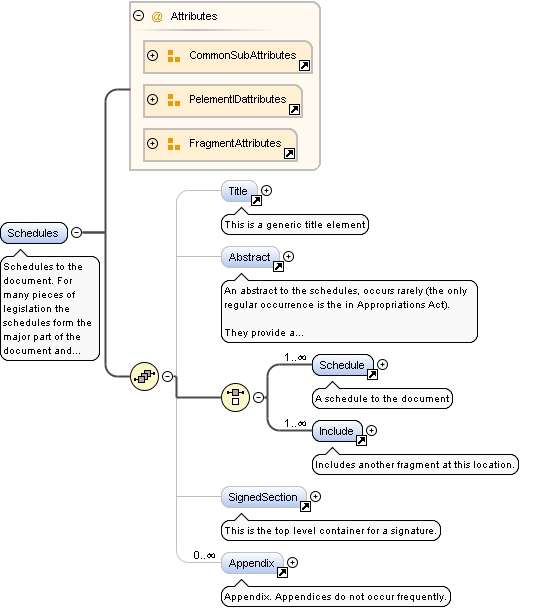 @ Attributes
CommonSubAttributes
PelementIDattributes
FragmentAttributes
Title
This is a generic title element
Schedules
Schedules to the
document. For
many pieces of
legislation the
schedules form the
major part of the
document and...
Abstract
An abstract to the schedules, occurs rarely (the only
regular occurrence is the in Appropriations Act).
They provide a...
1..∞
Schedule
A schedule to the document
1..∞
Include
Includes another fragment at this location.
SignedSection
This is the top level container for a signature.
0..∞
Appendix
Appendix. Appendices do not occur frequently.